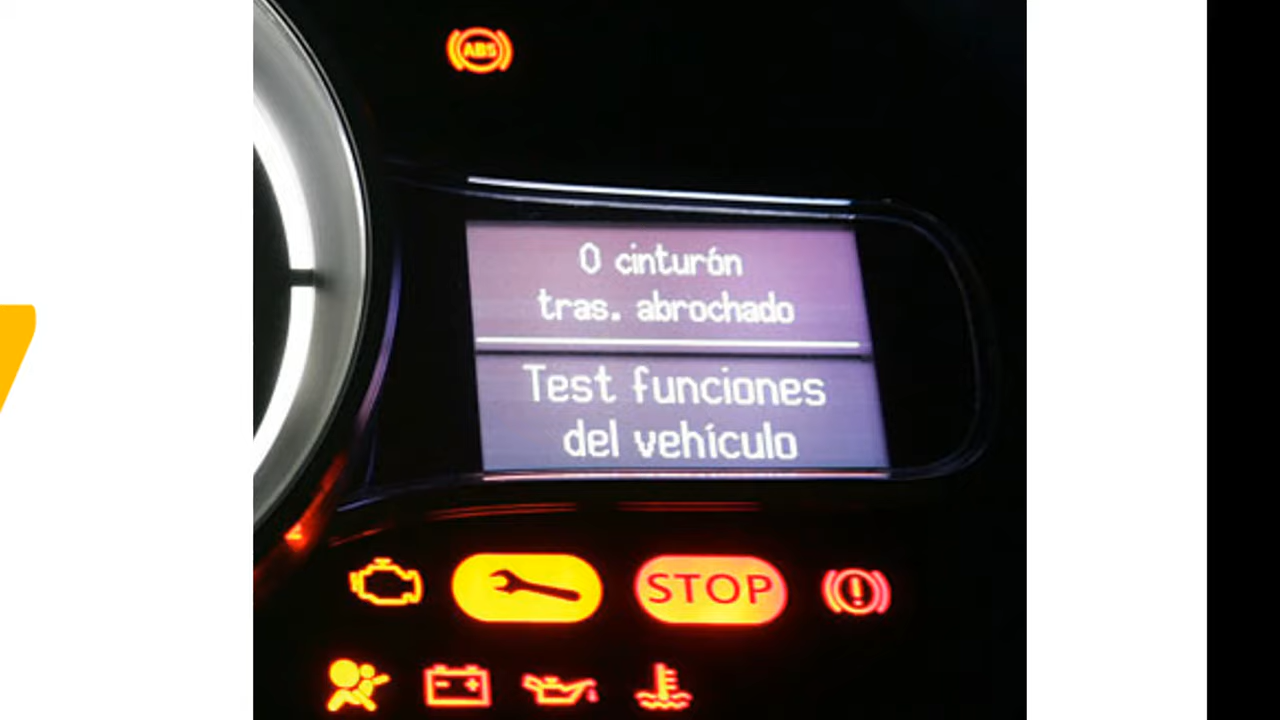 ABS
0 cinturón
tras. abrochado
Test funciones
del vehículo
STOP